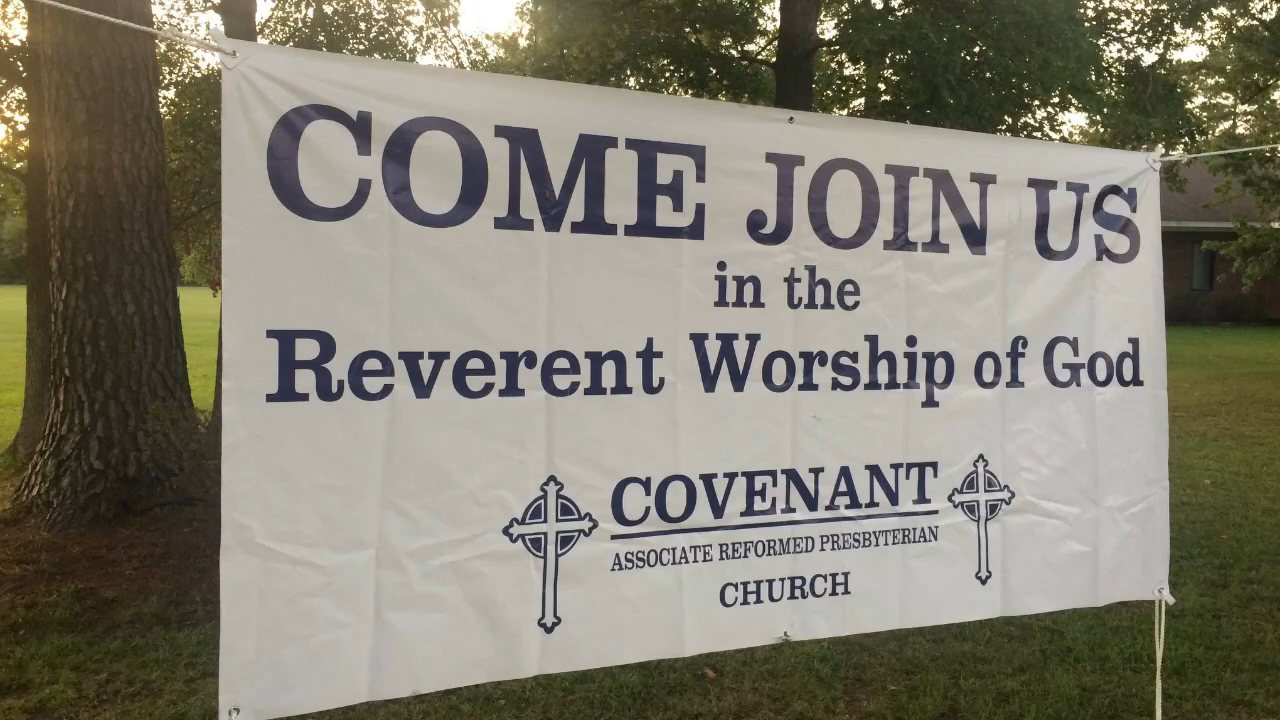 COME JOIN US
in the
Reverent Worship of God
COVENANT
ASSOCIATE REFORMED PRESBYTERIAN
CHURCH